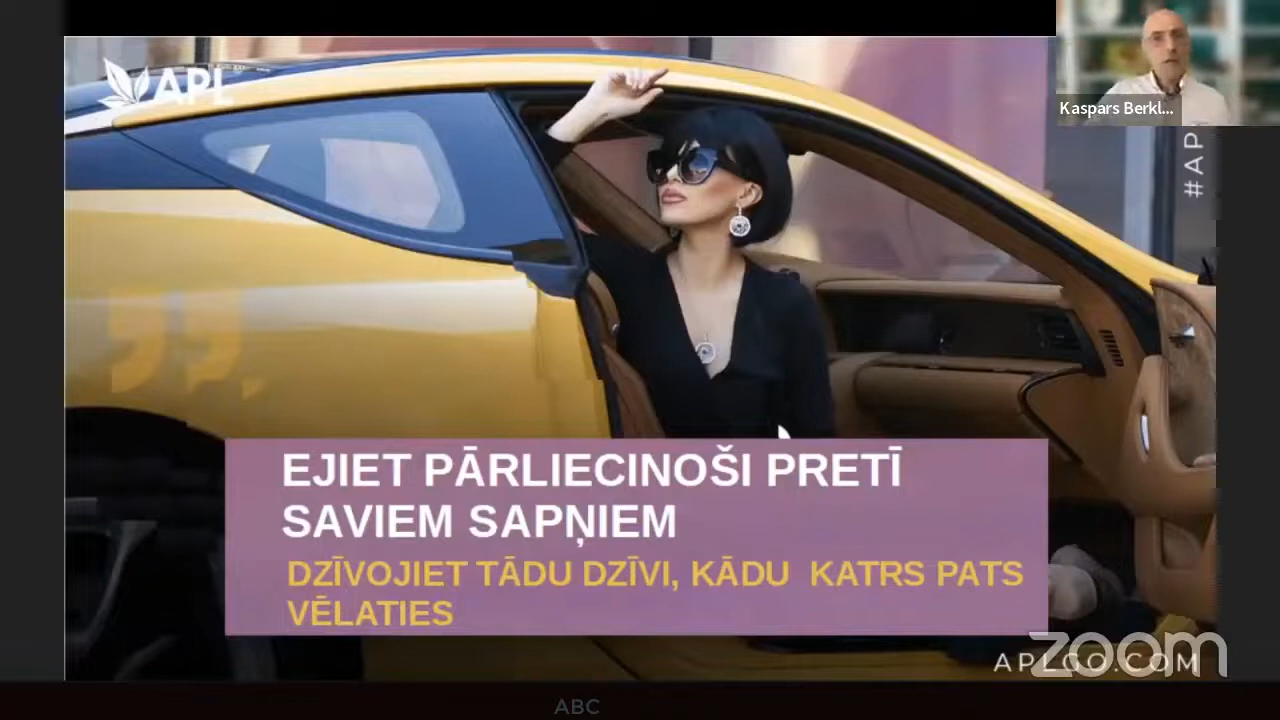 APL
Kaspars Berkl...
#AP
EJIET PĀRLIECINOŠI PRETĪ
SAVIEM SAPŅIEM
DZĪVOJIET TĀDU DZĪVI, KĀDU KATRS PATS
VĒLATIES
zoom
APLGO.COM
ABC